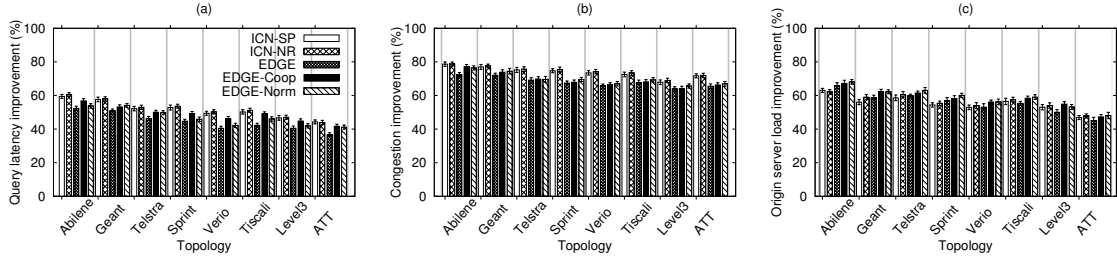 (a)
Query latency improvement (%)
100
80
60
40
20
0
ICN-SP
ICN-NR
EDGE
EDGE-Coop
EDGE-Norm
Abilene
Geant
Telstra
Sprint
Verio
Tiscali
Level3
ATT
Topology
(b)
Congestion improvement (%)
100
80
60
40
20
0
Abilene
Geant
Telstra
Sprint
Verio
Tiscali
Level3
ATT
Topology
(c)
Origin server load improvement (%)
100
80
60
40
20
0
Abilene
Geant
Telstra
Sprint
Verio
Tiscali
Level3
ATT
Topology